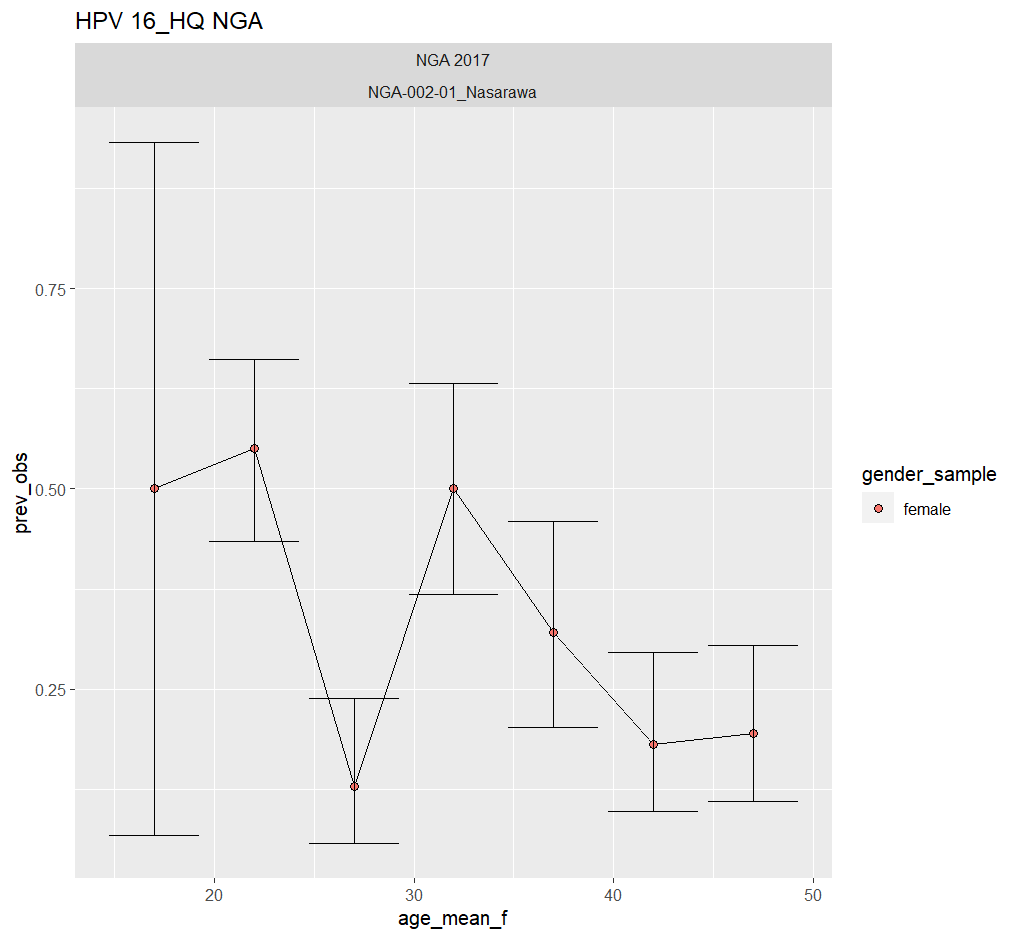 HPV 16_HQ NGA
NGA 2017
NGA-002-01_Nasarawa
0.75
0.50
0.25
prev_obs
20
30
40
50
age_mean_f
gender_sample
female